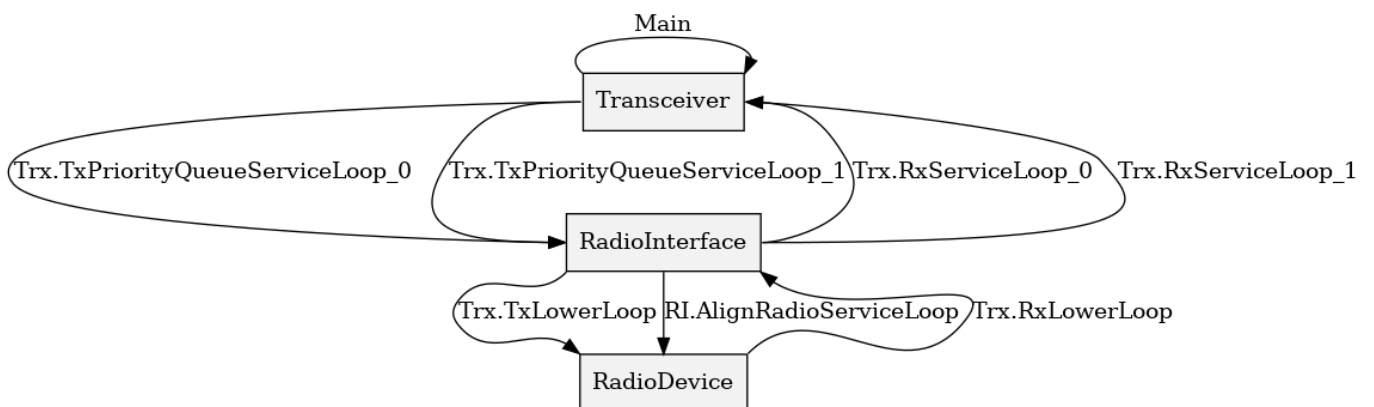 Main
Transceiver
Trx.TxPriorityQueueServiceLoop_0
Trx.TxPriorityQueueServiceLoop_1
Trx.RxServiceLoop_0
Trx.RxServiceLoop_1
RadioInterface
Trx.TxLowerLoop
RI.AlignRadioServiceLoop
Trx.RxLowerLoop
RadioDevice